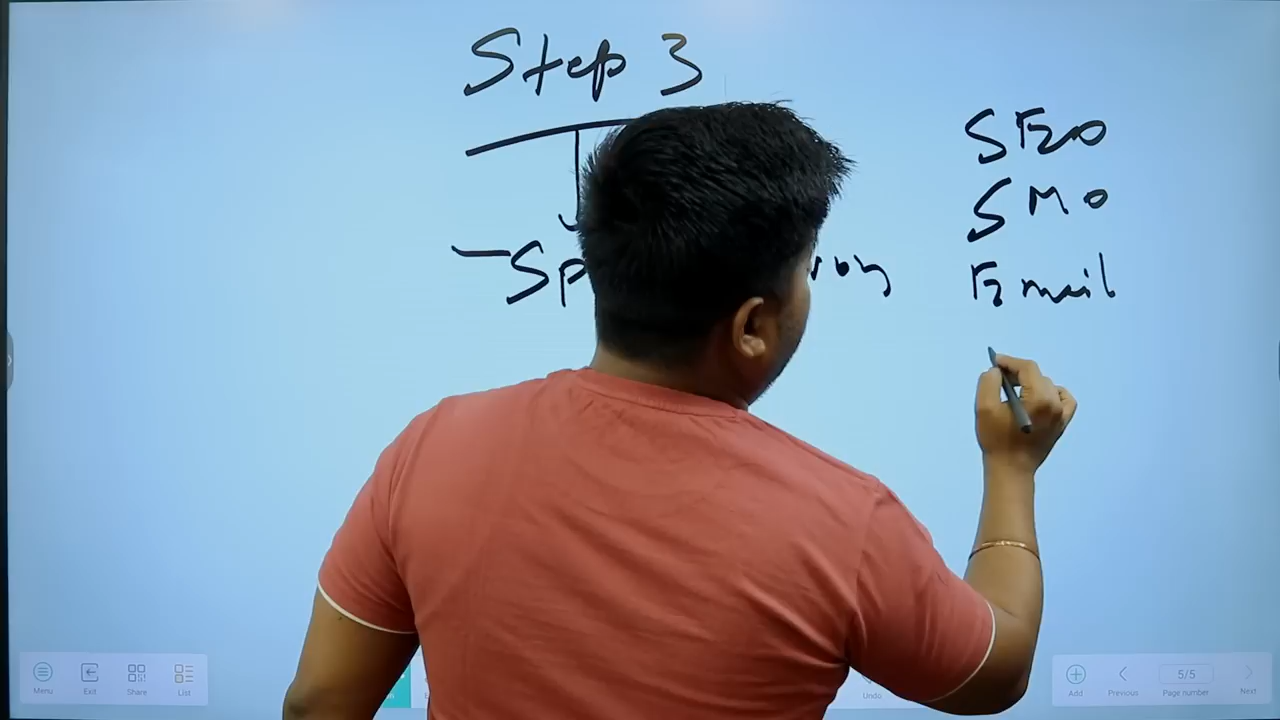 Step 3
SEO
SMO
Email
Menu
Exit
Share
List
Undo
Add
Previous
5/5
Page number
Next